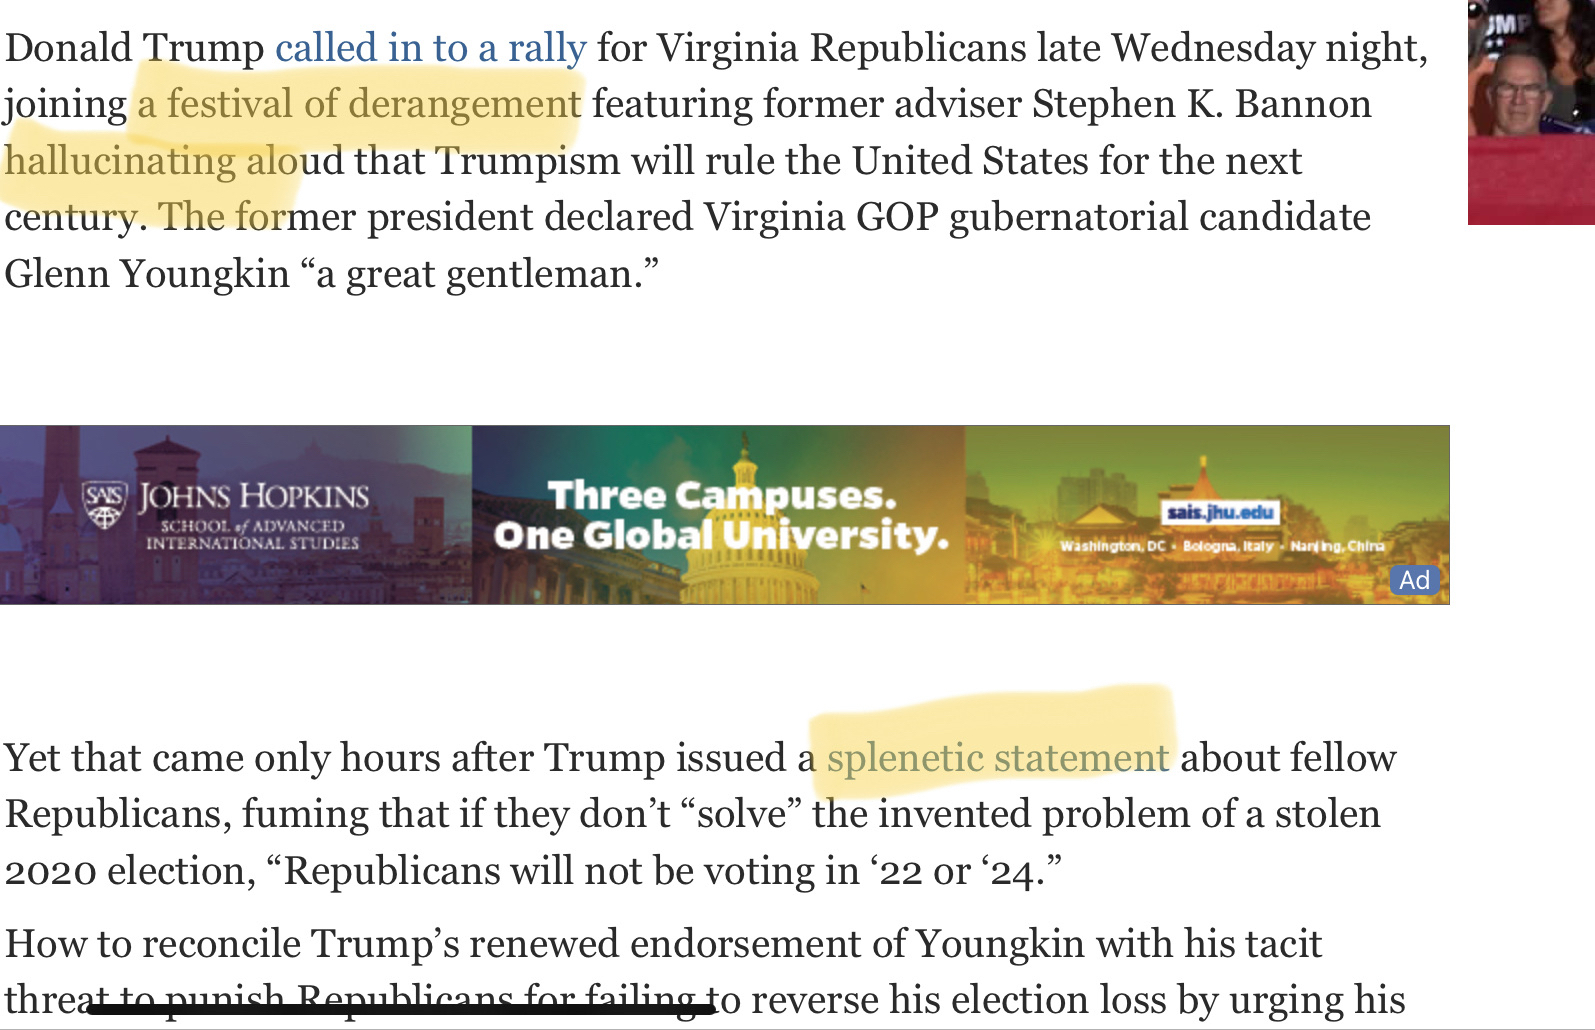 Donald Trump called in to a rally for Virginia Republicans late Wednesday night,
joining a festival of derangement featuring former adviser Stephen K. Bannon
hallucinating aloud that Trumpism will rule the United States for the next
century. The former president declared Virginia GOP gubernatorial candidate
Glenn Youngkin “a great gentleman.”
UMP
SAIS
JOHNS HOPKINS
SCHOOL of ADVANCED
INTERNATIONAL STUDIES
Three Campuses.
One Global University.
sais.jhu.edu
Washington, DC • Bologna, Italy • Nanjing, China
Ad
Yet that came only hours after Trump issued a splenetic statement about fellow
Republicans, fuming that if they don’t “solve” the invented problem of a stolen
2020 election, “Republicans will not be voting in ‘22 or ‘24.”
How to reconcile Trump’s renewed endorsement of Youngkin with his tacit
threat to punish Republicans for failing to reverse his election loss by urging his